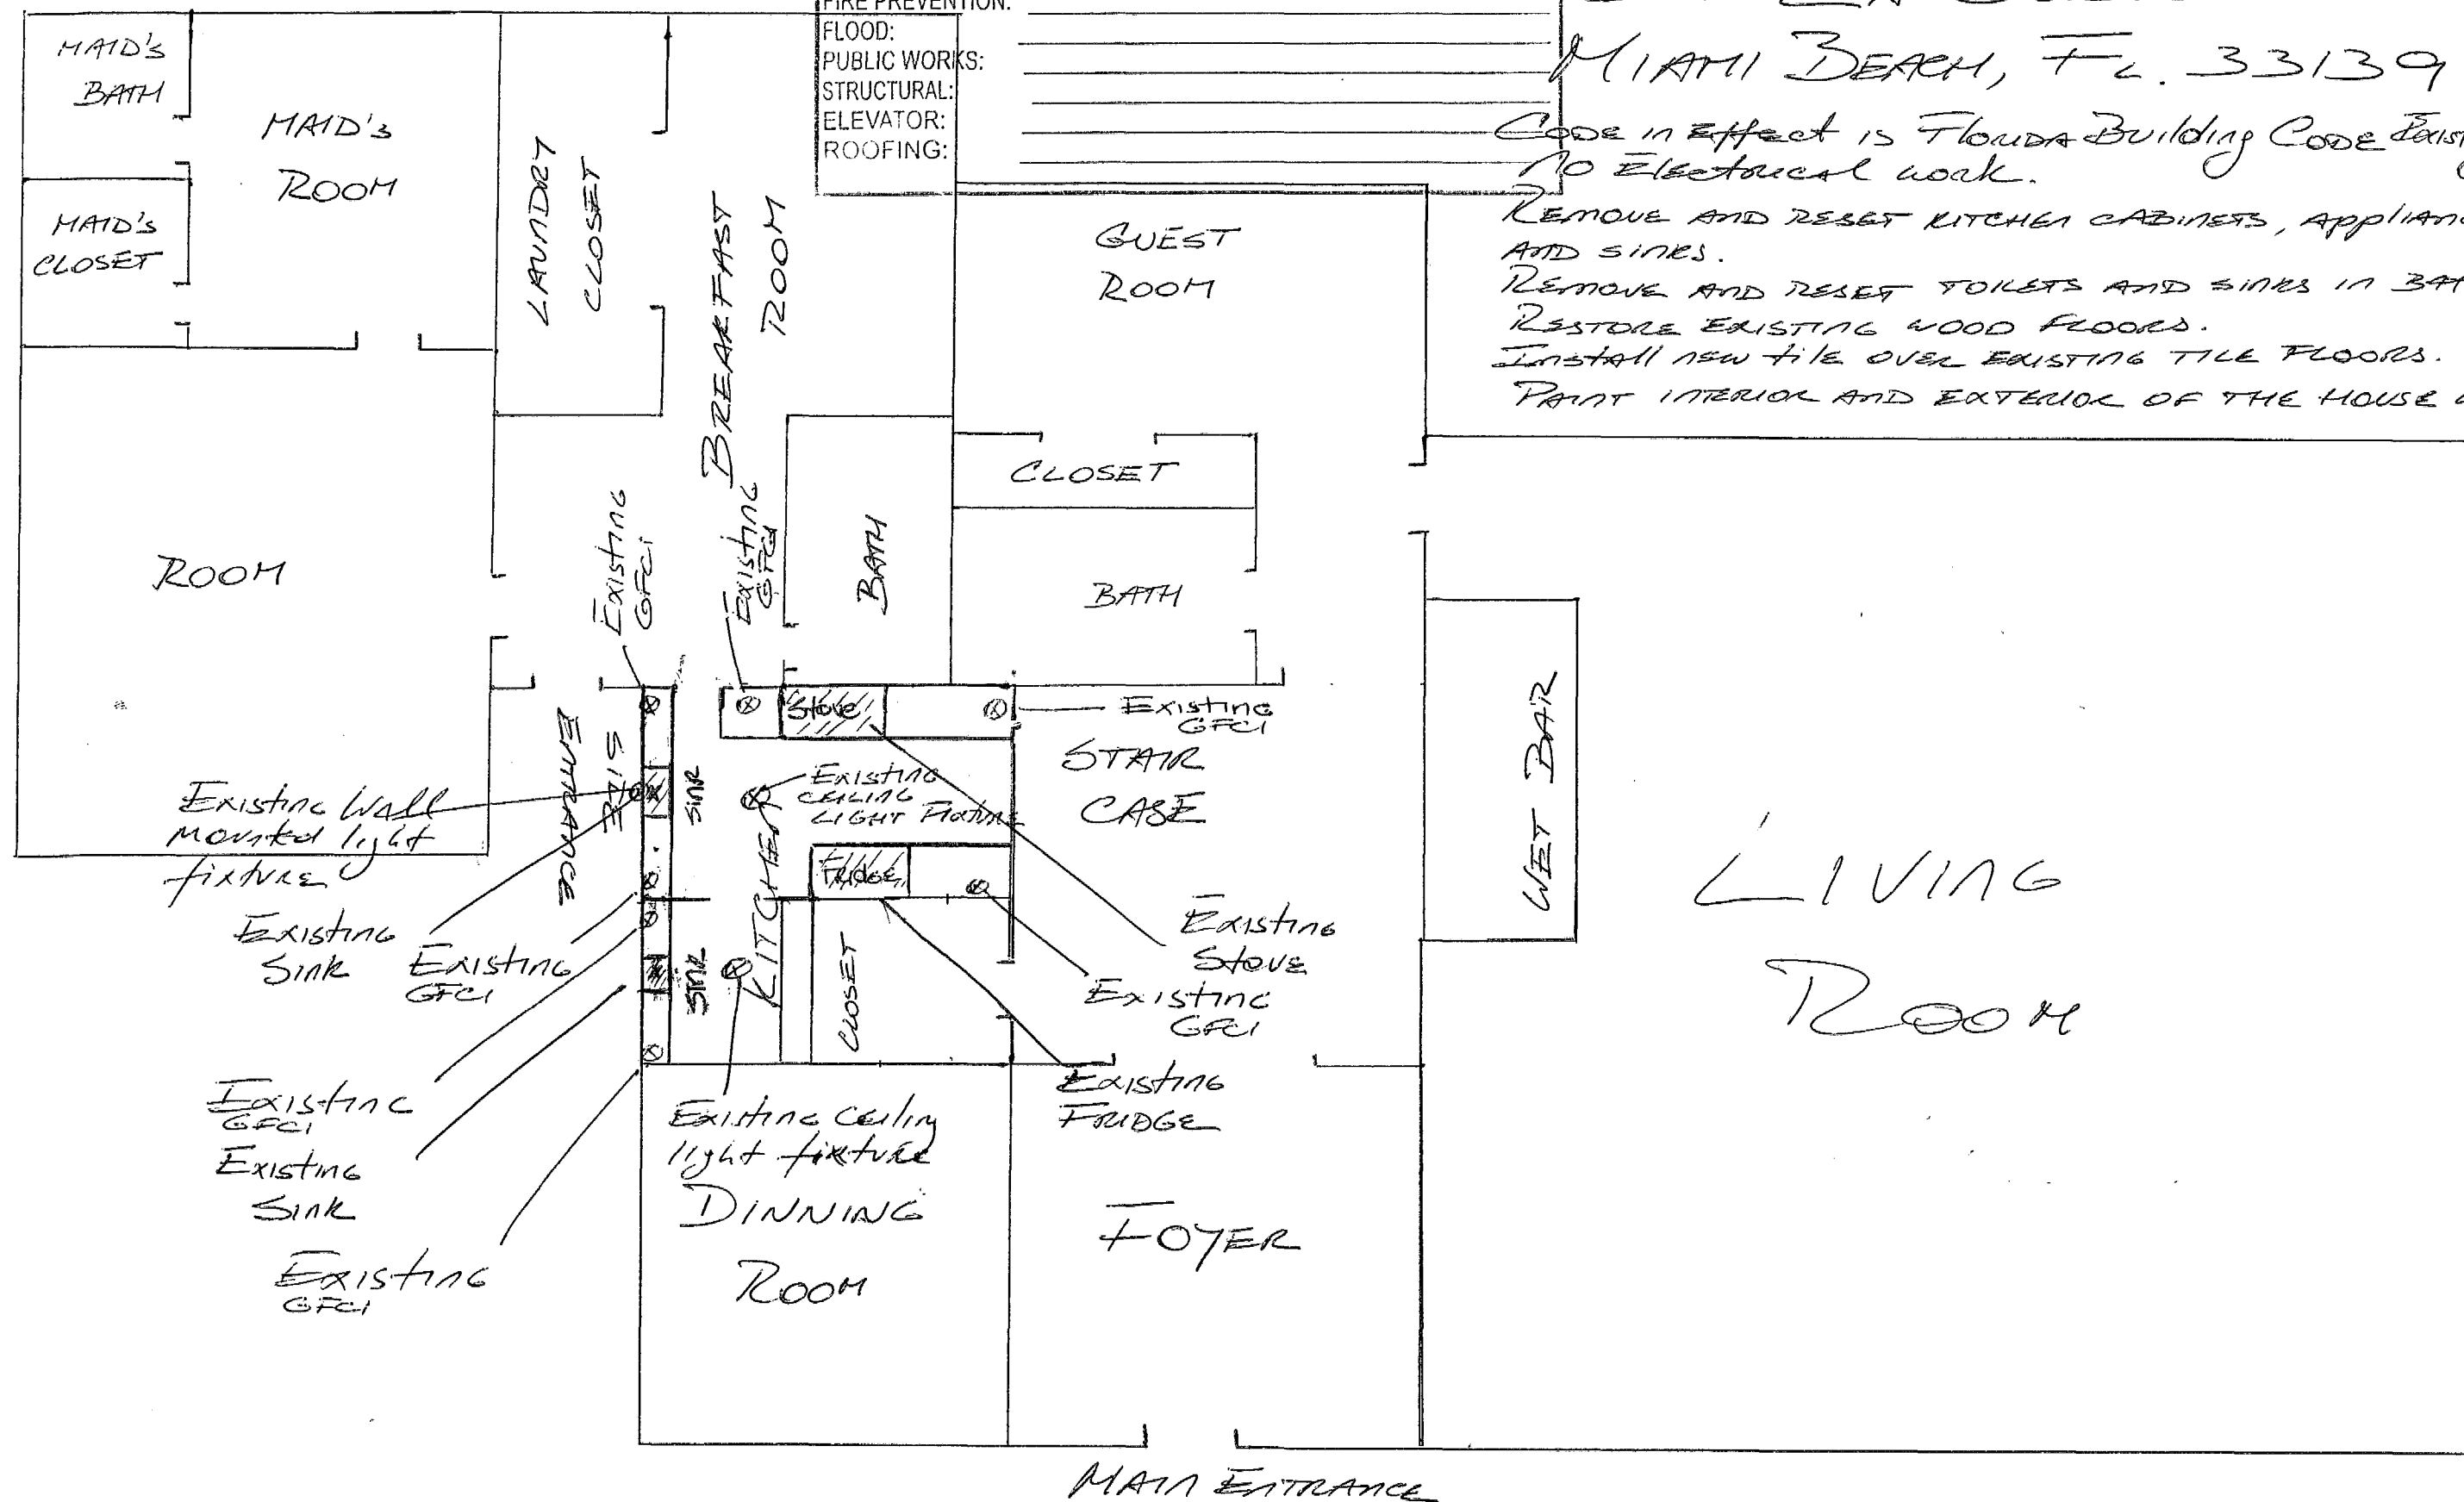 FIRE PREVENTION:
FLOOD:
PUBLIC WORKS:
STRUCTURAL:
ELEVATOR:
ROOFING:
MIAMI BEACH, FL. 33139
CODE in Effect is FLORIDA Building CODE
NO Electrical work.
REMOVE AND RESET KITCHEN CABINETS,
AND SINKS.
REMOVE AND RESET TOILETS AND SINKS IN
RESTORE EXISTING WOOD FLOORS.
Install new tile OVER EXISTING TILE FLOORS.
PAINT INTERIOR AND EXTERIOR OF THE HOUSE
MAID'S
BATH
MAID'S
ROOM
MAID'S
CLOSET
LAUNDRY
CLOSET
BREAKFAST
ROOM
GUEST
ROOM
CLOSET
BATH
BATH
ROOM
Existing
GFCi
Existing
GFCi
Stove
Existing
GFCI
STAIR
CASE
SIDE
ENTRANCE
SINK
Existing
CEILING
LIGHT Fixture
KITCHEN
Existing Wall
Mounted light
fixture
FRIDGE
WET BAR
LIVING
ROOM
Existing
Sink
Existing
GFCI
SINK
CLOSET
Existing
Stove
Existing
GFCI
Existing
FRIDGE
Existing
GFCI
Existing
Sink
Existing
GFCI
Existing Ceiling
light fixture
DINNING
ROOM
FOYER
MAIN ENTRANCE